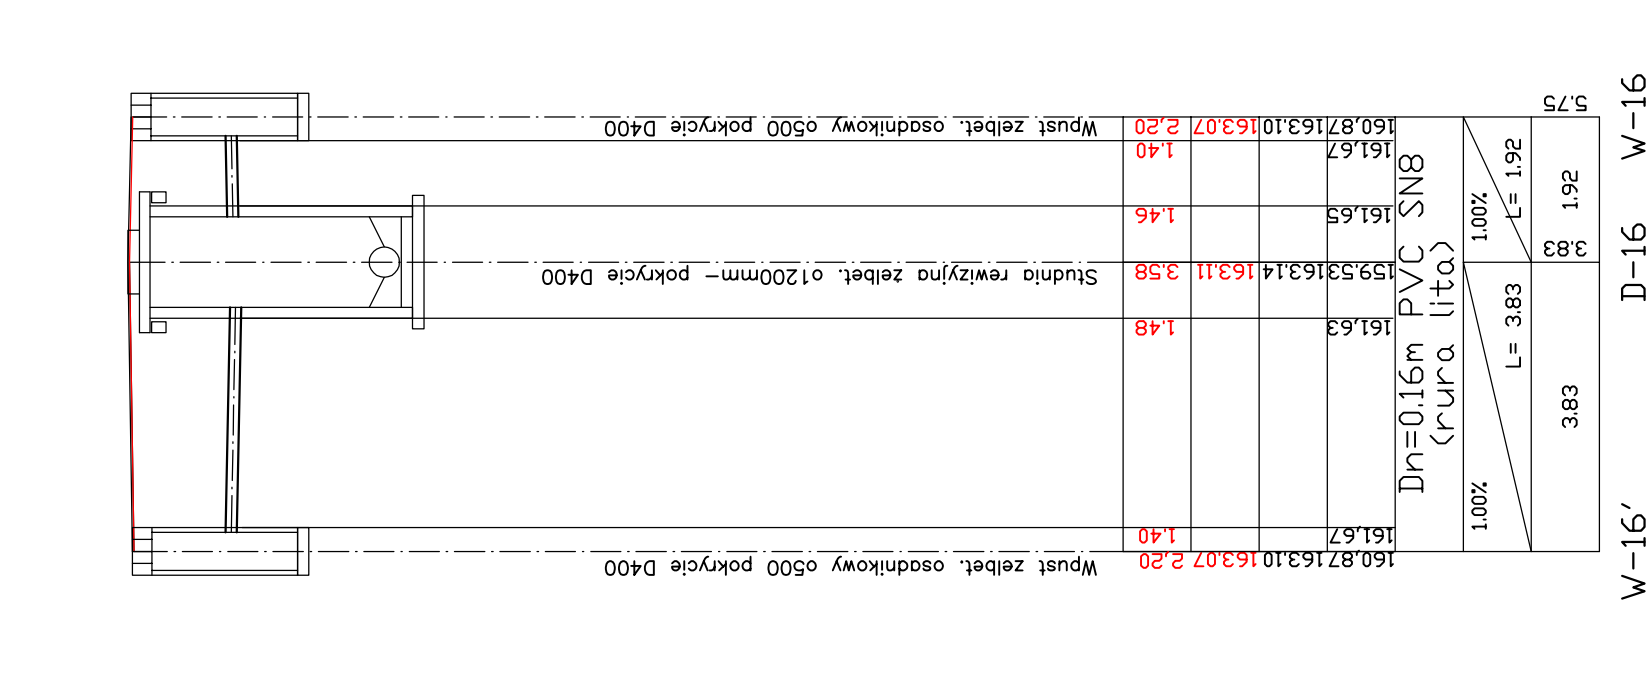 Wpust zelbet. osadnikowy o500 pokrycie D400
2,20
163.07
163.10
160,87
5.75
W-16
1.40
161,67
1.46
161,65
1.00%
L= 1.92
1.92
Studnia rewizyjna żelbet. o1200mm- pokrycie D400
3.58
163.11
163.14
159.53
3.83
D-16
1.48
161,63
Dn=0.16m PVC SN8
(rura lita)
1.00%
L= 3.83
3.83
1.40
161,67
Wpust zelbet. osadnikowy o500 pokrycie D400
2,20
163.07
163.10
160,87
W-16'